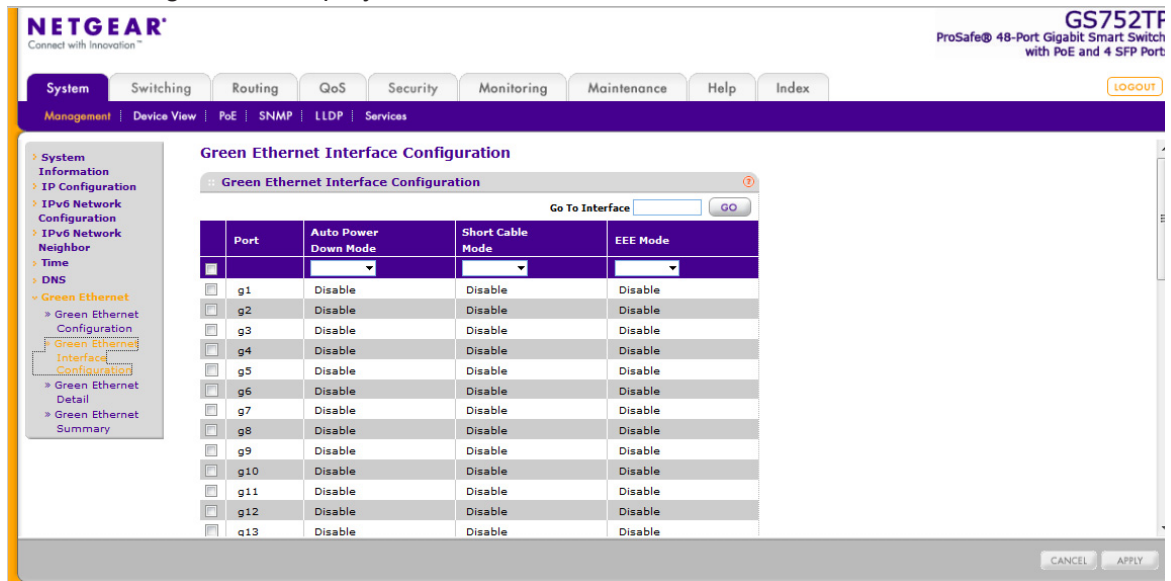 NETGEAR®
Connect with Innovation™
GS752TP
ProSafe® 48-Port Gigabit Smart Switch
with PoE and 4 SFP Ports
System Switching Routing QoS Security Monitoring Maintenance Help Index LOGOUT
Management Device View PoE SNMP LLDP Services
System
Information
IP Configuration
IPv6 Network
Configuration
IPv6 Network
Neighbor
Time
DNS
Green Ethernet
» Green Ethernet
Configuration
» Green Ethernet
Interface
Configuration
» Green Ethernet
Detail
» Green Ethernet
Summary
Green Ethernet Interface Configuration
Green Ethernet Interface Configuration
Go To Interface GO
Port Auto Power Down Mode Short Cable Mode EEE Mode
g1 Disable Disable Disable
g2 Disable Disable Disable
g3 Disable Disable Disable
g4 Disable Disable Disable
g5 Disable Disable Disable
g6 Disable Disable Disable
g7 Disable Disable Disable
g8 Disable Disable Disable
g9 Disable Disable Disable
g10 Disable Disable Disable
g11 Disable Disable Disable
g12 Disable Disable Disable
g13 Disable Disable Disable
CANCEL APPLY